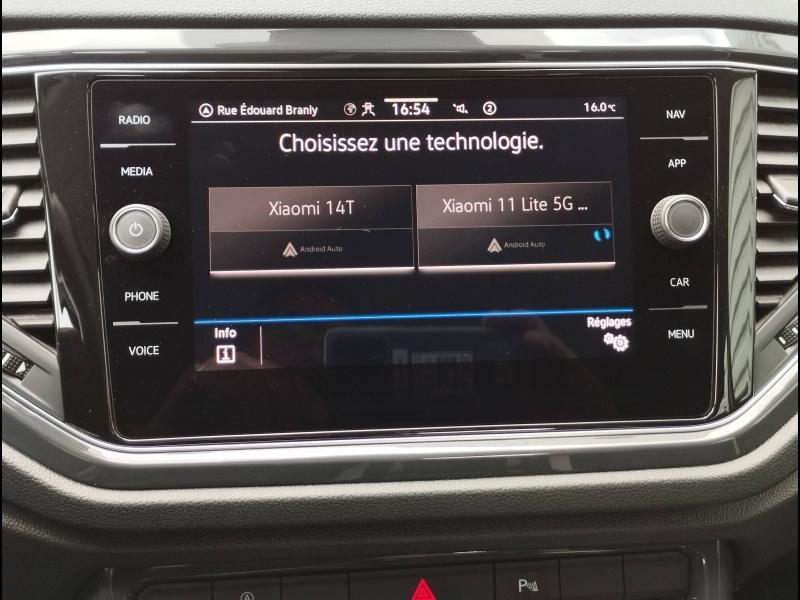 Rue Édouard Branly 16:54 2 16.0°C
Choisissez une technologie.
Xiaomi 14T
Android Auto
Xiaomi 11 Lite 5G ...
Android Auto
Info
Réglages
RADIO
MEDIA
PHONE
VOICE
NAV
APP
CAR
MENU
A
P